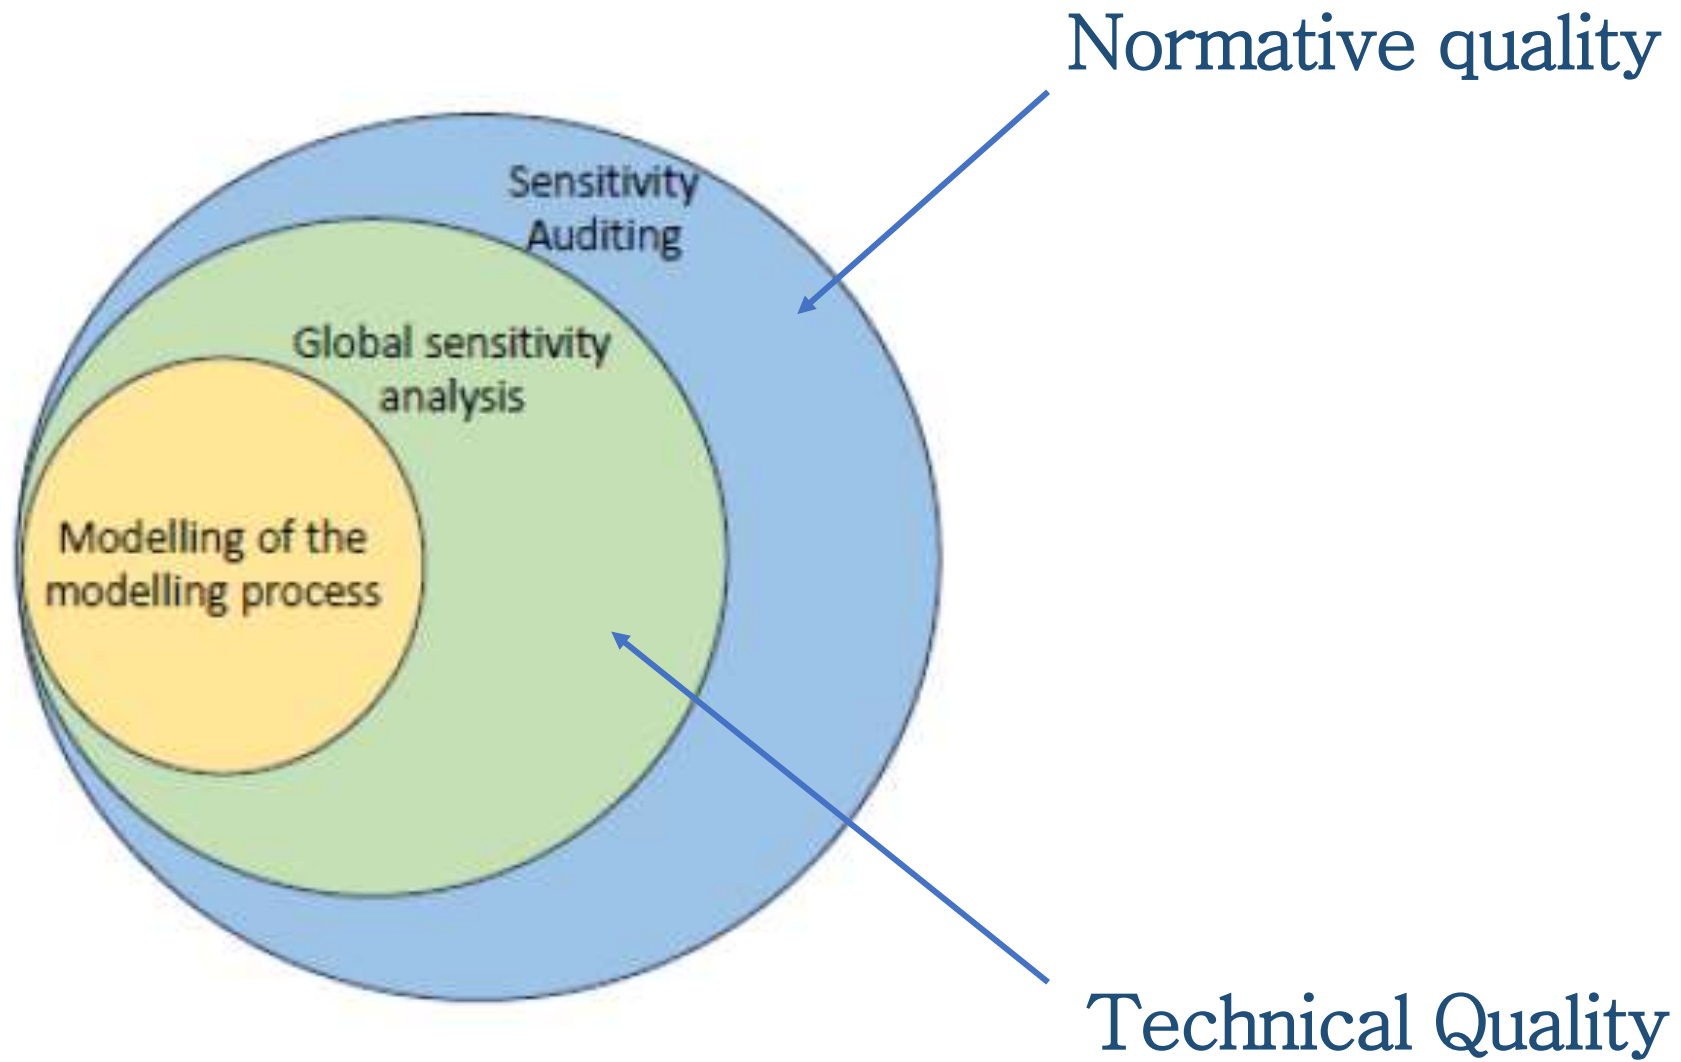 Normative quality
Sensitivity
Auditing
Global sensitivity
analysis
Modelling of the
modelling process
Technical Quality